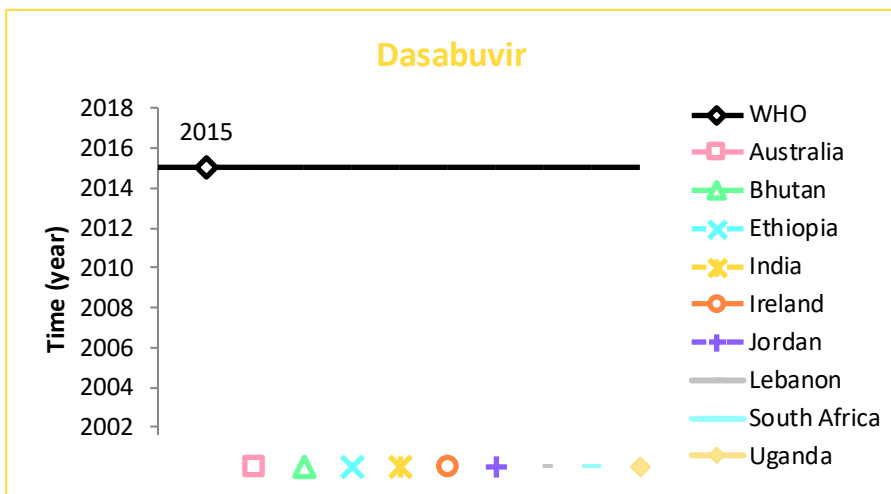 Dasabuvir
Time (year)
2018
2016
2014
2012
2010
2008
2006
2004
2002
2015
WHO
Australia
Bhutan
Ethiopia
India
Ireland
Jordan
Lebanon
South Africa
Uganda